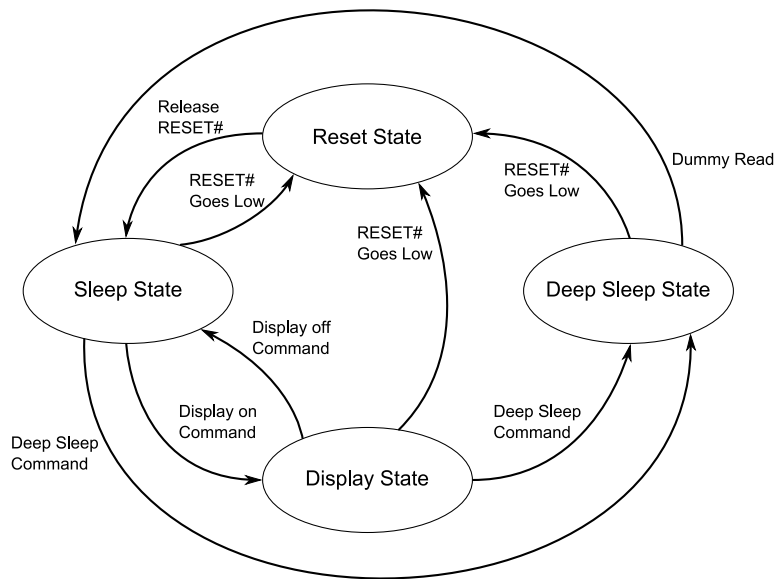 Release
RESET#
Reset State
Dummy Read
RESET#
Goes Low
RESET#
Goes Low
RESET#
Goes Low
Sleep State
Deep Sleep State
Display off
Command
Display on
Command
Deep Sleep
Command
Deep Sleep
Command
Display State